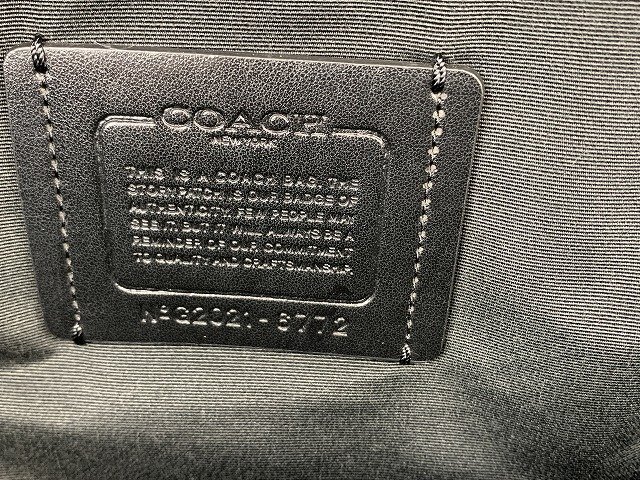 COACH
NEW YORK
THIS IS A COACH BAG. THE
STORYPATCH IS OUR BADGE OF
AUTHENTICITY. FEW PEOPLE MAY
SEE IT BUT IT WILL ALWAYS BE A
REMINDER OF OUR COMMITMENT
TO QUALITY AND CRAFTSMANSHIP.
Nº G2021-6772